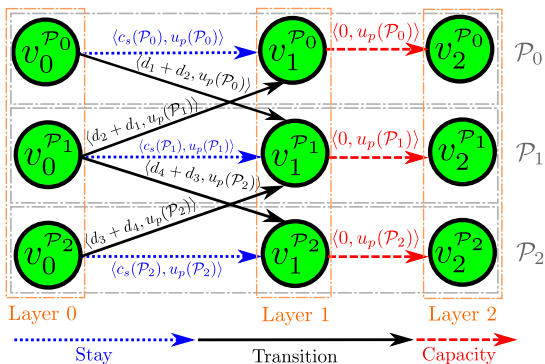 v_0^{𝒫_0} ⟨c_s(𝒫_0), u_p(𝒫_0)⟩ v_1^{𝒫_0} ⟨0, u_p(𝒫_0)⟩ v_2^{𝒫_0} 𝒫_0
⟨d_1 + d_2, u_p(𝒫_0)⟩
⟨d_2 + d_1, u_p(𝒫_1)⟩
v_0^{𝒫_1} ⟨c_s(𝒫_1), u_p(𝒫_1)⟩ v_1^{𝒫_1} ⟨0, u_p(𝒫_1)⟩ v_2^{𝒫_1} 𝒫_1
⟨d_4 + d_3, u_p(𝒫_2)⟩
⟨d_3 + d_4, u_p(𝒫_2)⟩
v_0^{𝒫_2} ⟨c_s(𝒫_2), u_p(𝒫_2)⟩ v_1^{𝒫_2} ⟨0, u_p(𝒫_2)⟩ v_2^{𝒫_2} 𝒫_2
Layer 0 Layer 1 Layer 2
Stay Transition Capacity